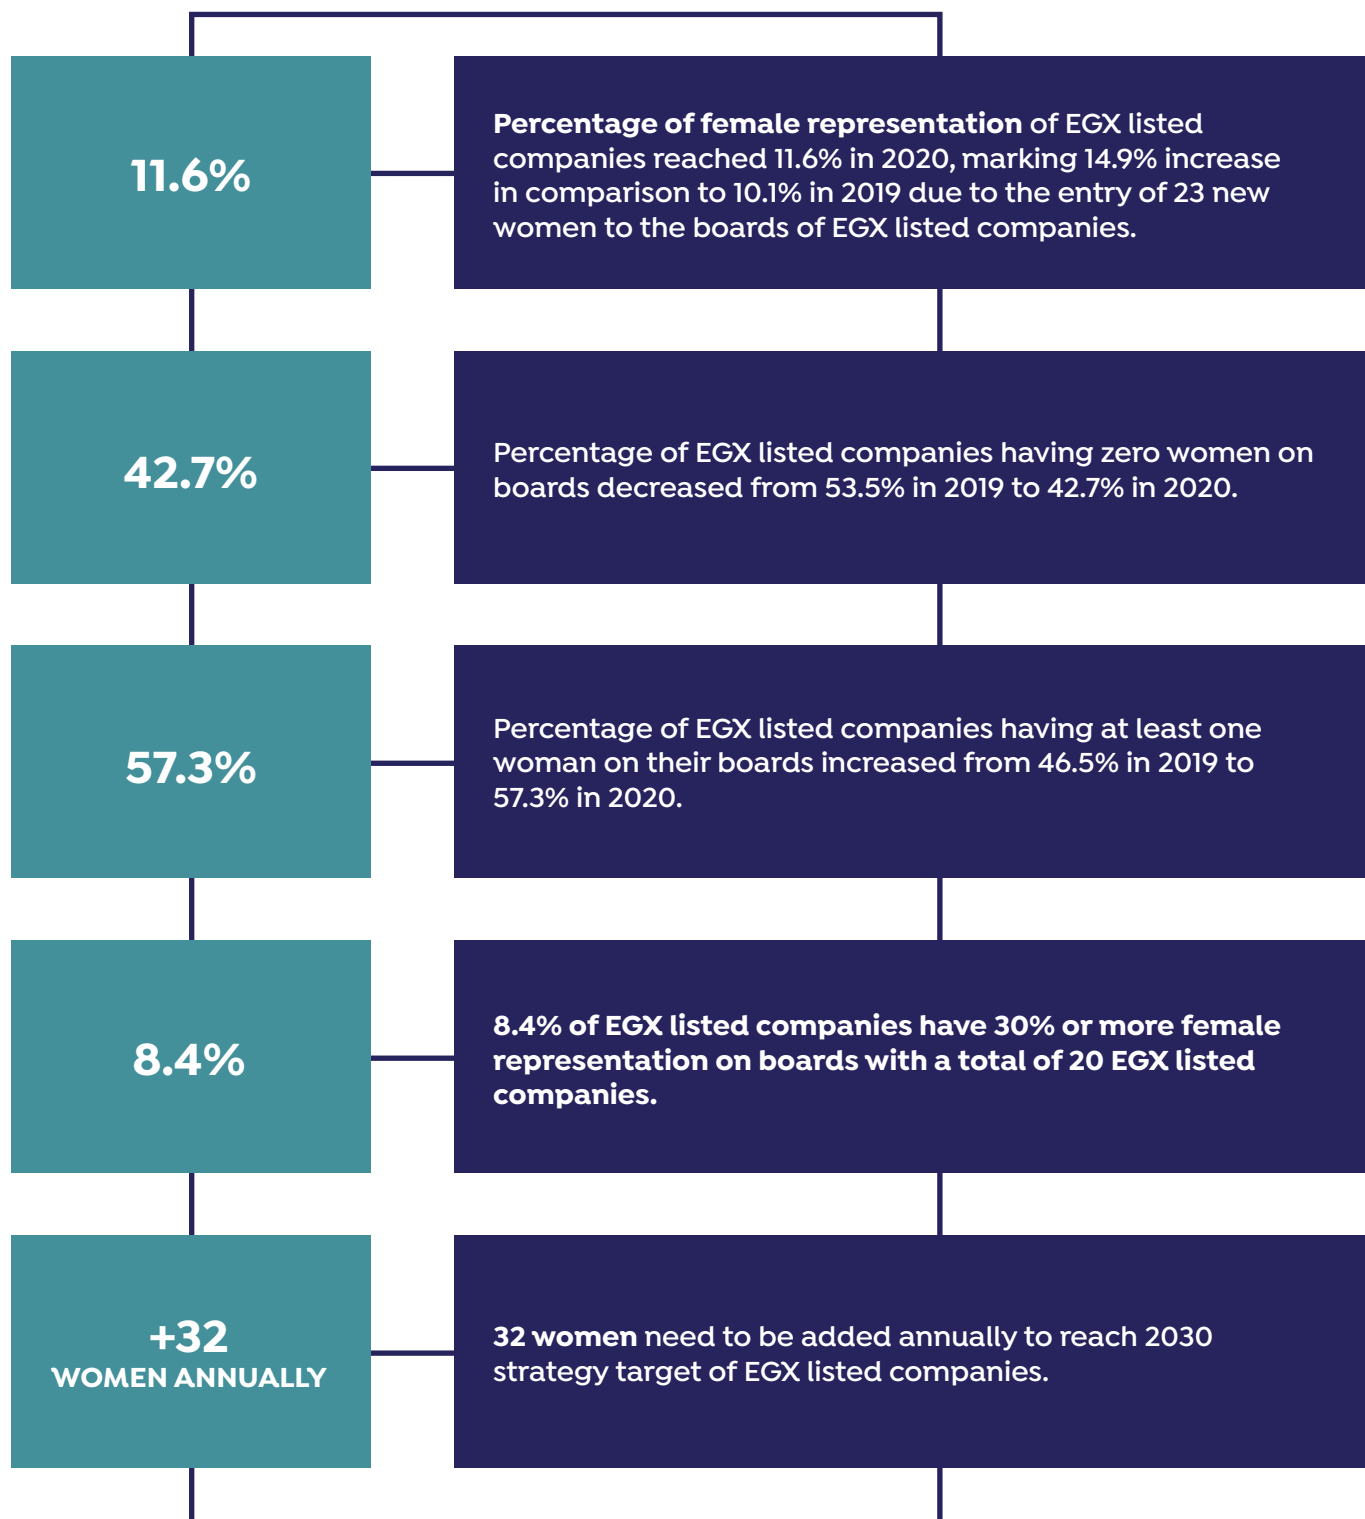 11.6%
Percentage of female representation of EGX listed
companies reached 11.6% in 2020, marking 14.9% increase
in comparison to 10.1% in 2019 due to the entry of 23 new
women to the boards of EGX listed companies.
42.7%
Percentage of EGX listed companies having zero women on
boards decreased from 53.5% in 2019 to 42.7% in 2020.
57.3%
Percentage of EGX listed companies having at least one
woman on their boards increased from 46.5% in 2019 to
57.3% in 2020.
8.4%
8.4% of EGX listed companies have 30% or more female
representation on boards with a total of 20 EGX listed
companies.
+32
WOMEN ANNUALLY
32 women need to be added annually to reach 2030
strategy target of EGX listed companies.